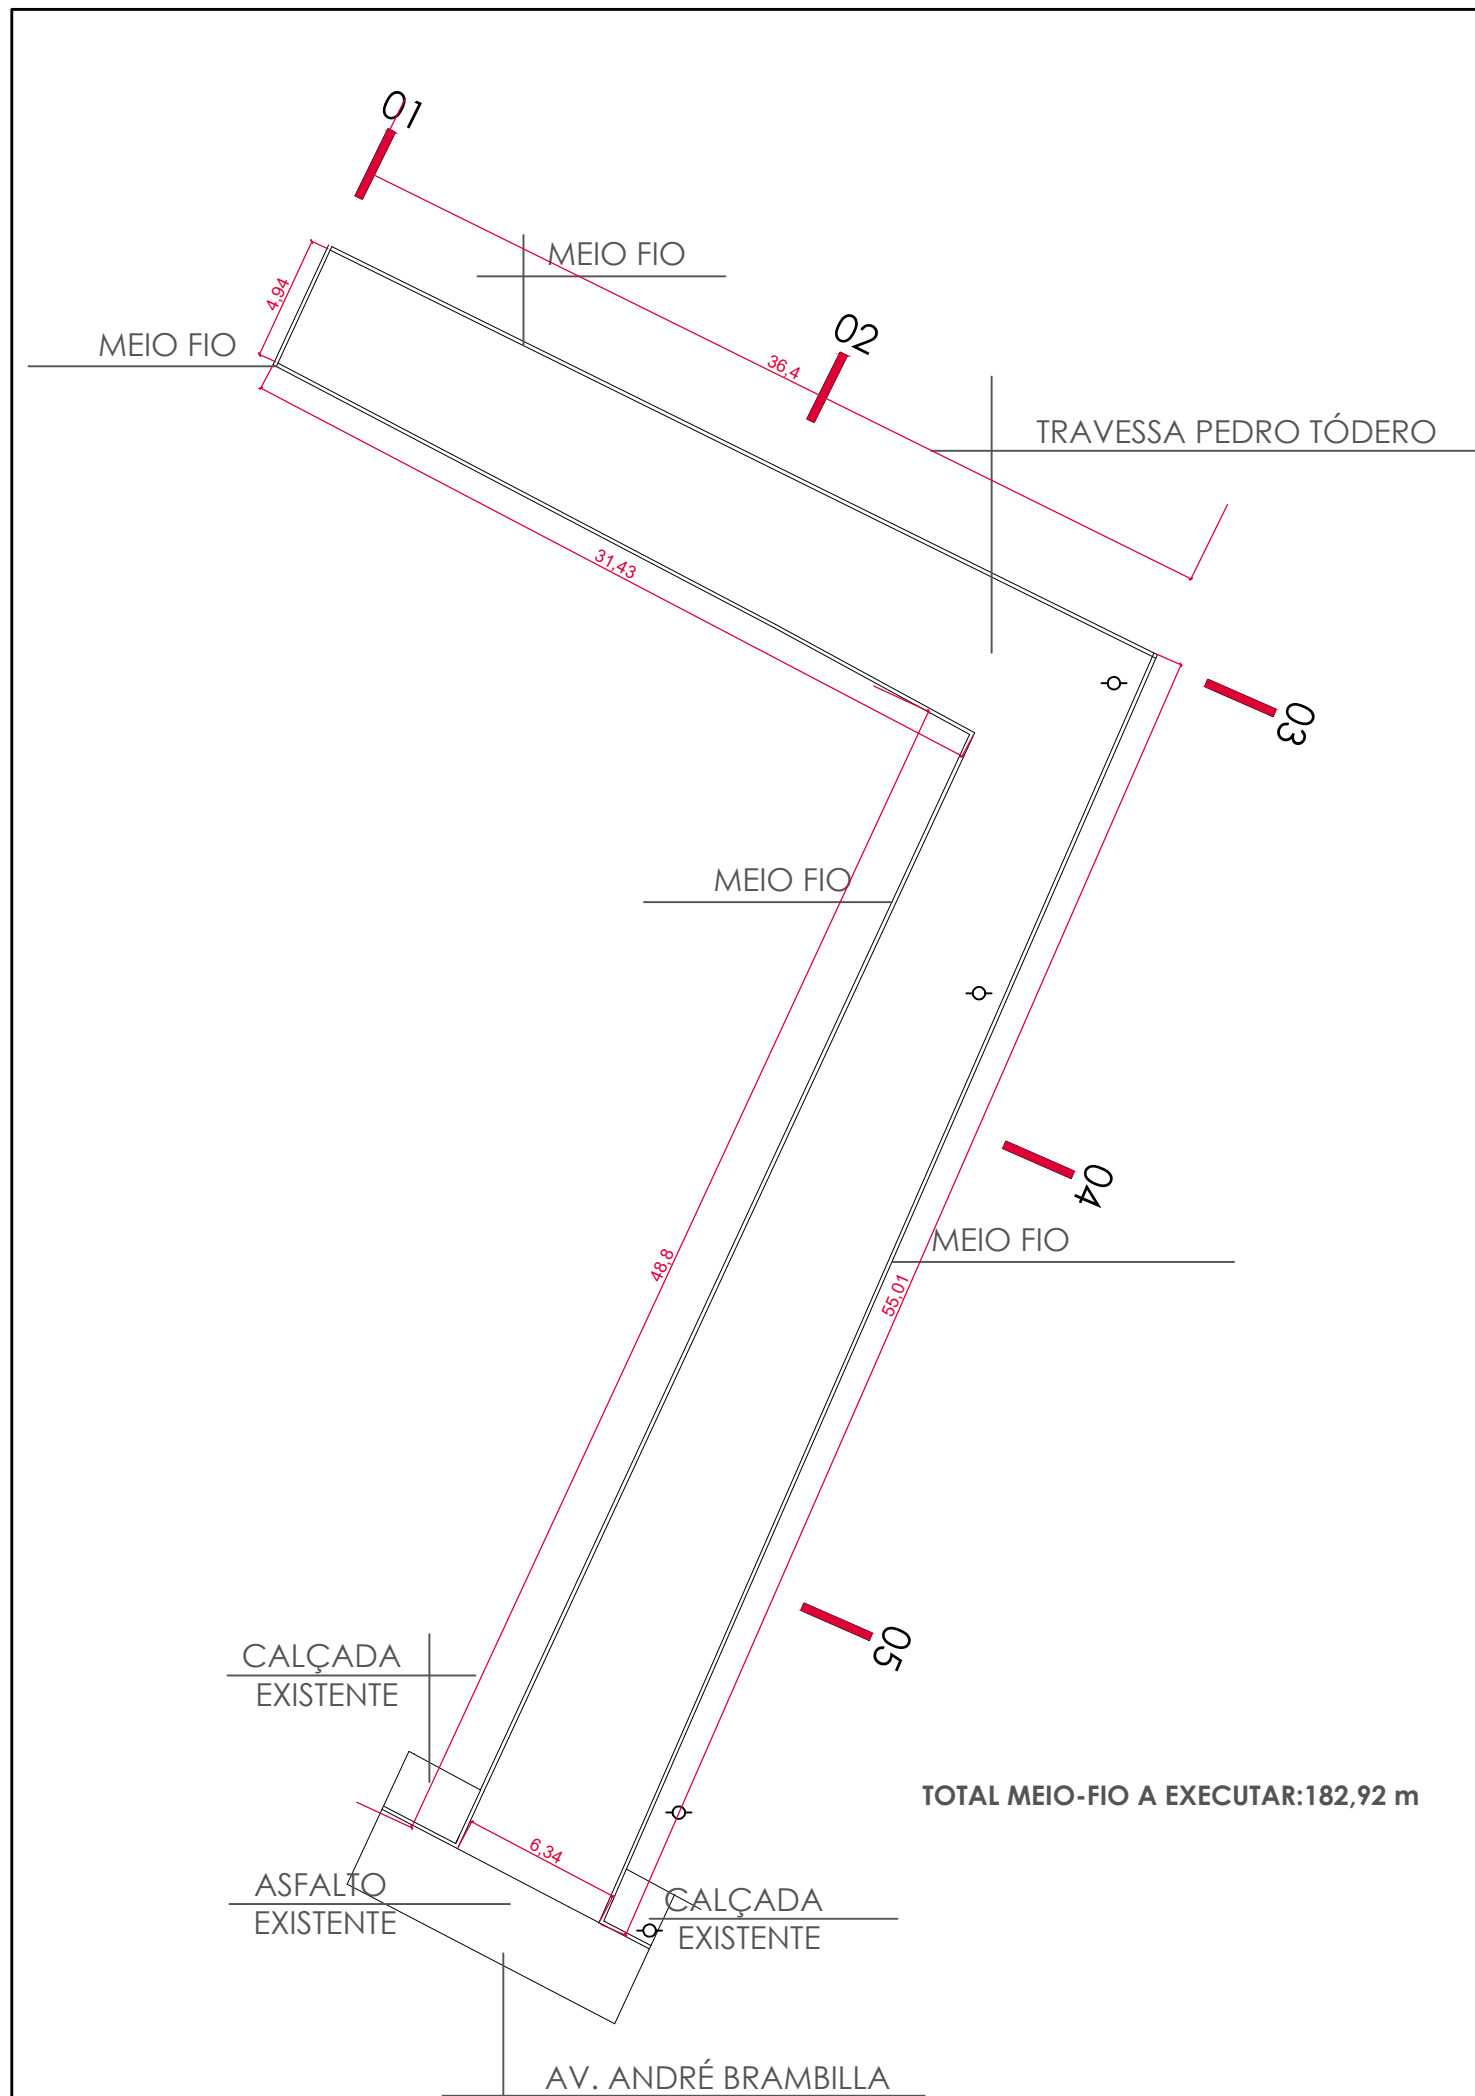 01
MEIO FIO
4,94
MEIO FIO
02
36,4
TRAVESSA PEDRO TÓDERO
31,43
03
MEIO FIO
04
MEIO FIO
48,8
55,01
05
CALÇADA
EXISTENTE
TOTAL MEIO-FIO A EXECUTAR:182,92 m
6,34
ASFALTO
EXISTENTE
CALÇADA
EXISTENTE
AV. ANDRÉ BRAMBILLA